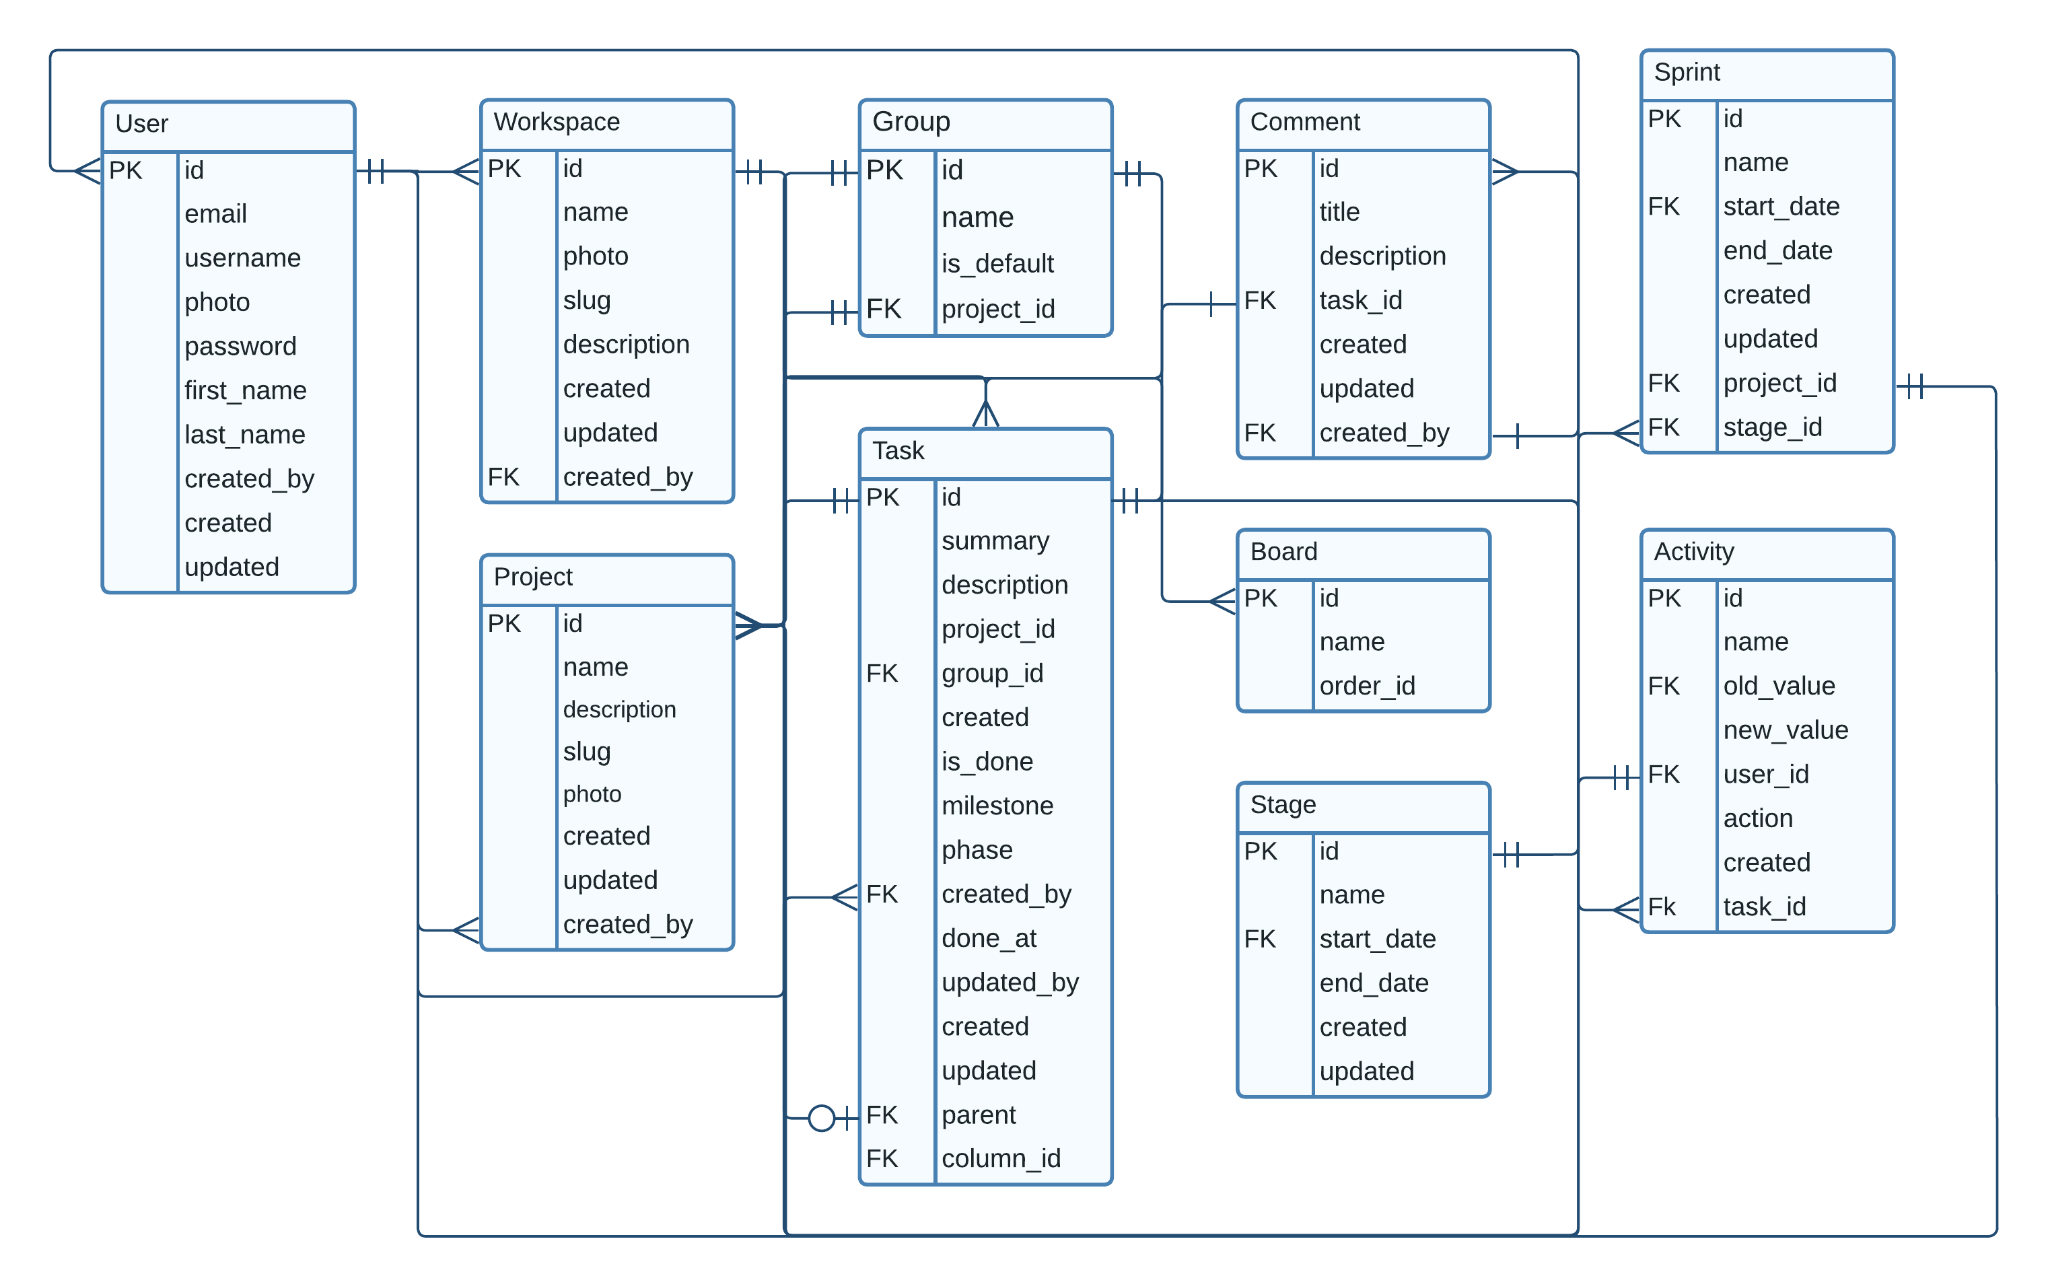 User
PK id
email
username
photo
password
first_name
last_name
created_by
created
updated
Workspace
PK id
name
photo
slug
description
created
updated
FK created_by
Project
PK id
name
description
slug
photo
created
updated
created_by
Group
PK id
name
is_default
FK project_id
Task
PK id
summary
description
project_id
FK group_id
created
is_done
milestone
phase
FK created_by
done_at
updated_by
created
updated
FK parent
FK column_id
Comment
PK id
title
description
FK task_id
created
updated
FK created_by
Board
PK id
name
order_id
Stage
PK id
name
FK start_date
end_date
created
updated
Sprint
PK id
name
FK start_date
end_date
created
updated
FK project_id
FK stage_id
Activity
PK id
name
FK old_value
new_value
FK user_id
action
created
Fk task_id